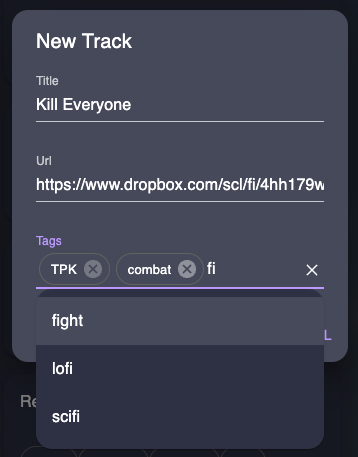 New Track
Title
Kill Everyone
Url
https://www.dropbox.com/scl/fi/4hh179w
Tags
TPK combat fi
fight
lofi
scifi